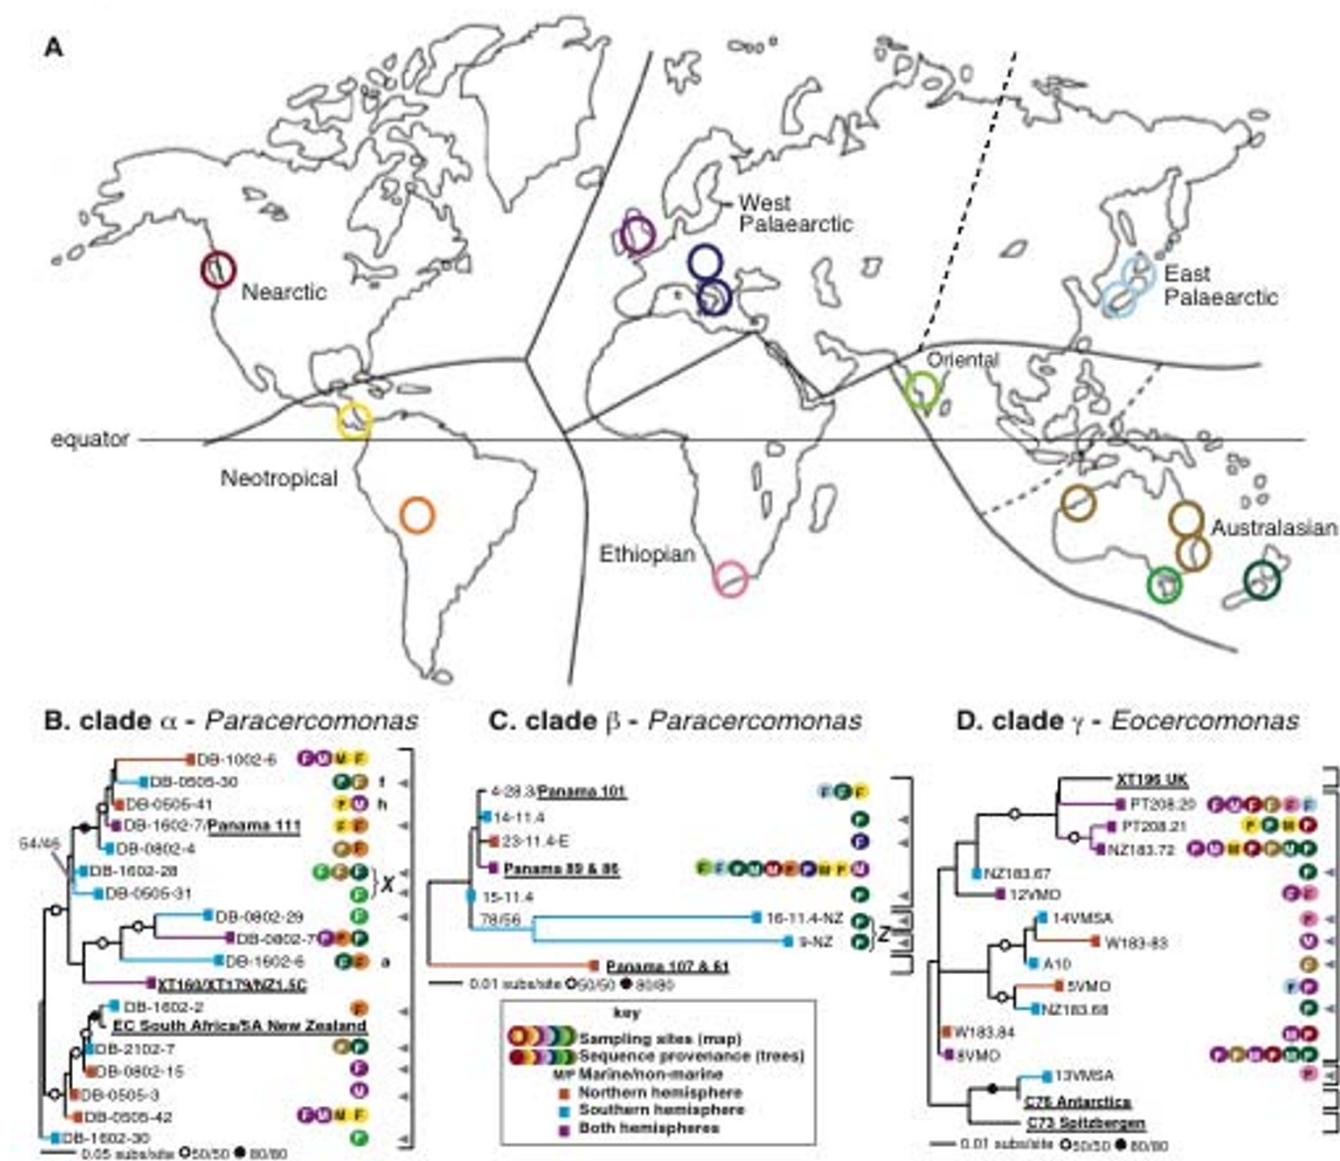 A
West
Palaearctic
East
Palaearctic
Nearctic
Oriental
equator
Neotropical
Australasian
Ethiopian
B. clade α - Paracercomonas
DB-1002-6 F M M F
DB-0505-30 F F f
DB-0505-41 F M h
DB-1602-7/Panama 111 F F
54/46
DB-0802-4 F F
DB-1602-28 F F F
χ
DB-0505-31 F
DB-0802-29 F
DB-0802-7 F F F
DB-1602-6 F F a
XT160/XT179/NZ1.5C
DB-1602-2 F
EC South Africa/SA New Zealand
DB-2102-7 F F
DB-0802-15 F
DB-0505-3 M
DB-0505-42 F M M F
DB-1602-30 F
0.05 subs/site 50/50 80/80
C. clade β - Paracercomonas
4-28.3/Panama 101 F F F
14-11.4 F
23-11.4-E F
Panama 89 & 86 F F F M M F F M F M
15-11.4 F
78/56
16-11.4-NZ F
Z
9-NZ F
Panama 107 & 61
0.01 subs/site 50/50 80/80
key
Sampling sites (map)
Sequence provenance (trees)
M/F Marine/non-marine
Northern hemisphere
Southern hemisphere
Both hemispheres
D. clade γ - Eocercomonas
XT196 UK
PT208.20 F M F F F F
PT208.21 F F M F
NZ183.72 F M M F F M F
NZ183.67 F
12VMO F F
14VMSA F
W183-83 M
A10 F
5VMO F F
NZ183.68 F
W183.84 M F
8VMO F F M F M F
13VMSA F
C76 Antarctica
C73 Spitzbergen
0.01 subs/site 50/50 80/80